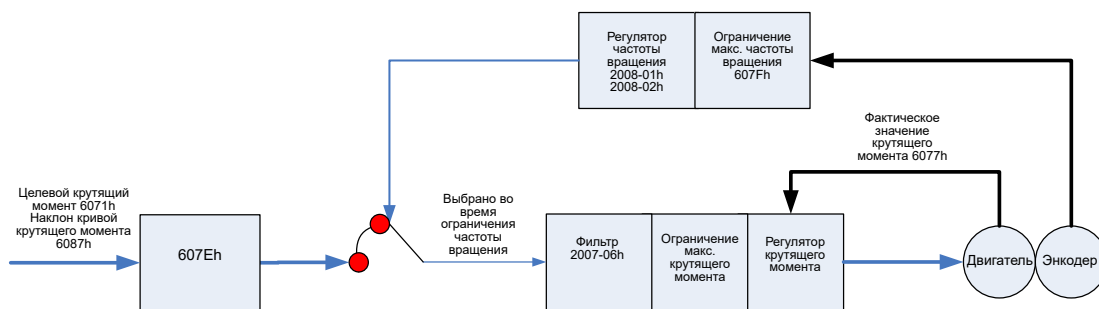 Регулятор
частоты
вращения
2008-01h
2008-02h
Ограничение
макс. частоты
вращения
607Fh
Фактическое
значение
крутящего
момента 6077h
Целевой крутящий
момент 6071h
Наклон кривой
крутящего момента
6087h
607Eh
Выбрано во
время
ограничения
частоты
вращения
Фильтр
2007-06h
Ограничение
макс.
крутящего
момента
Регулятор
крутящего
момента
Двигатель
Энкодер